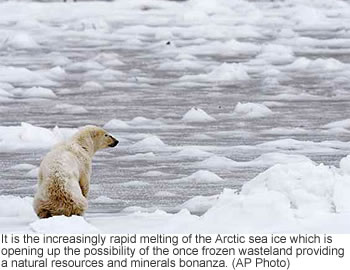 It is the increasingly rapid melting of the Arctic sea ice which is
opening up the possibility of the once frozen wasteland providing
a natural resources and minerals bonanza. (AP Photo)